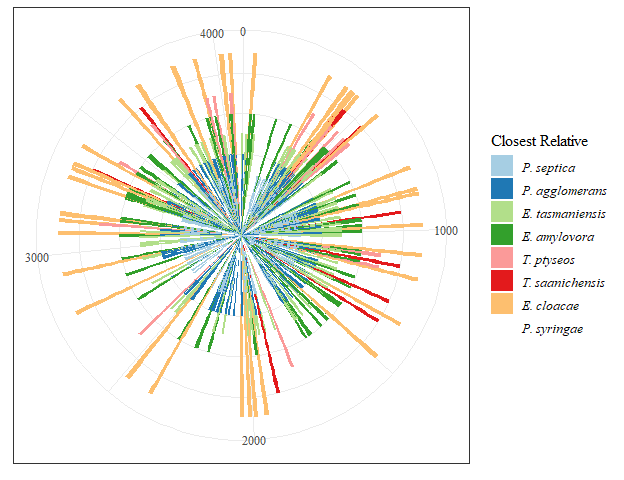 4000
0
1000
2000
3000
Closest Relative
P. septica
P. agglomerans
E. tasmaniensis
E. amylovora
T. ptyseos
T. saanichensis
E. cloacae
P. syringae